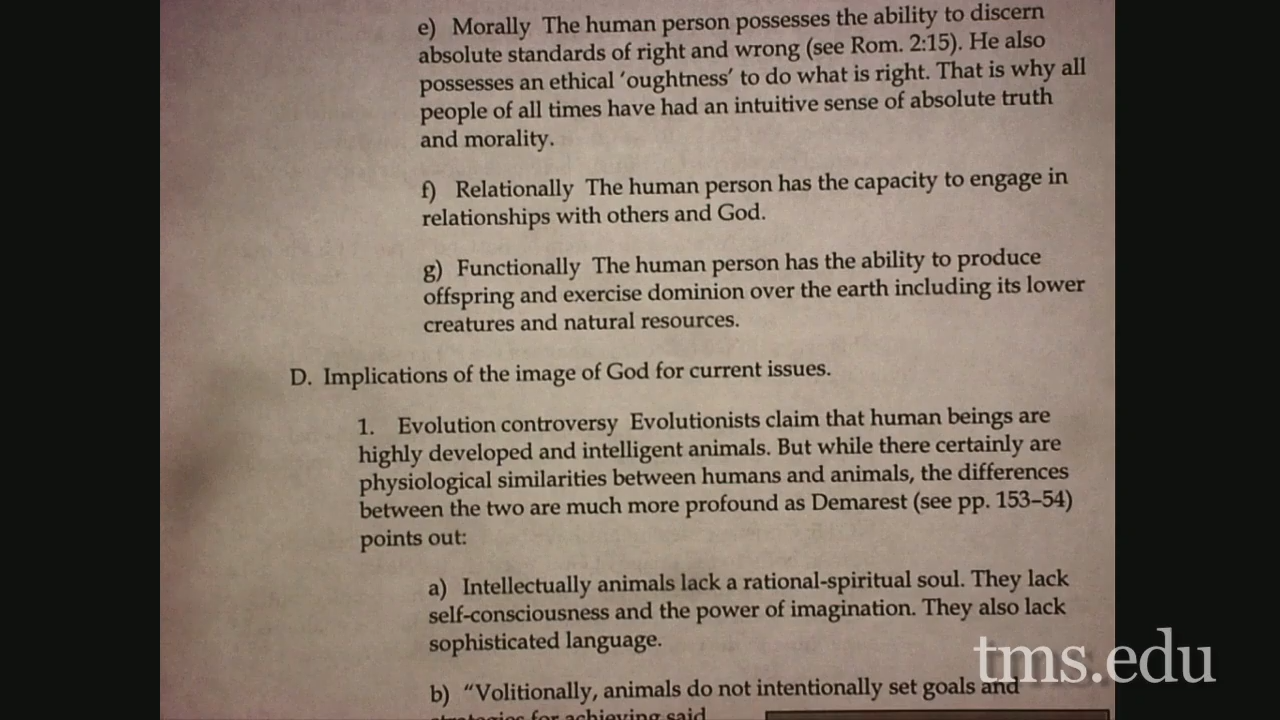 e) Morally The human person possesses the ability to discern
absolute standards of right and wrong (see Rom. 2:15). He also
possesses an ethical ‘oughtness’ to do what is right. That is why all
people of all times have had an intuitive sense of absolute truth
and morality.
f) Relationally The human person has the capacity to engage in
relationships with others and God.
g) Functionally The human person has the ability to produce
offspring and exercise dominion over the earth including its lower
creatures and natural resources.
D. Implications of the image of God for current issues.
1. Evolution controversy Evolutionists claim that human beings are
highly developed and intelligent animals. But while there certainly are
physiological similarities between humans and animals, the differences
between the two are much more profound as Demarest (see pp. 153–54)
points out:
a) Intellectually animals lack a rational-spiritual soul. They lack
self-consciousness and the power of imagination. They also lack
sophisticated language.
b) “Volitionally, animals do not intentionally set goals and
strategies for achieving said
tms.edu